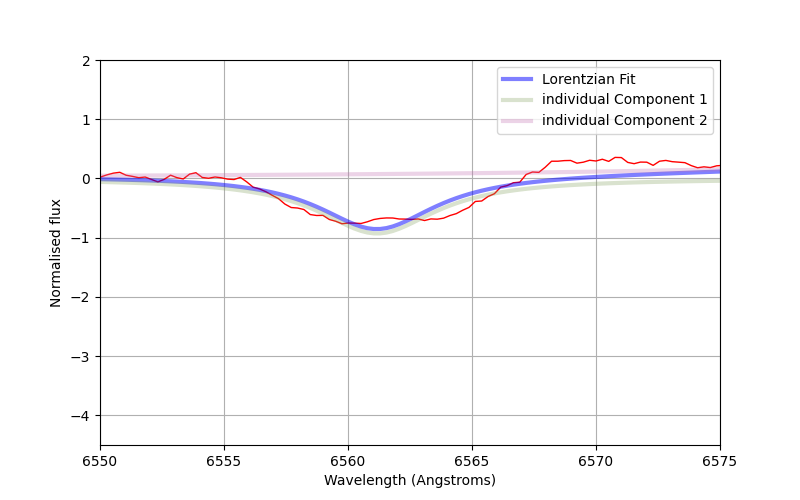 Lorentzian Fit
individual Component 1
individual Component 2
2
1
0
−1
−2
−3
−4
Normalised flux
6550 6555 6560 6565 6570 6575
Wavelength (Angstroms)